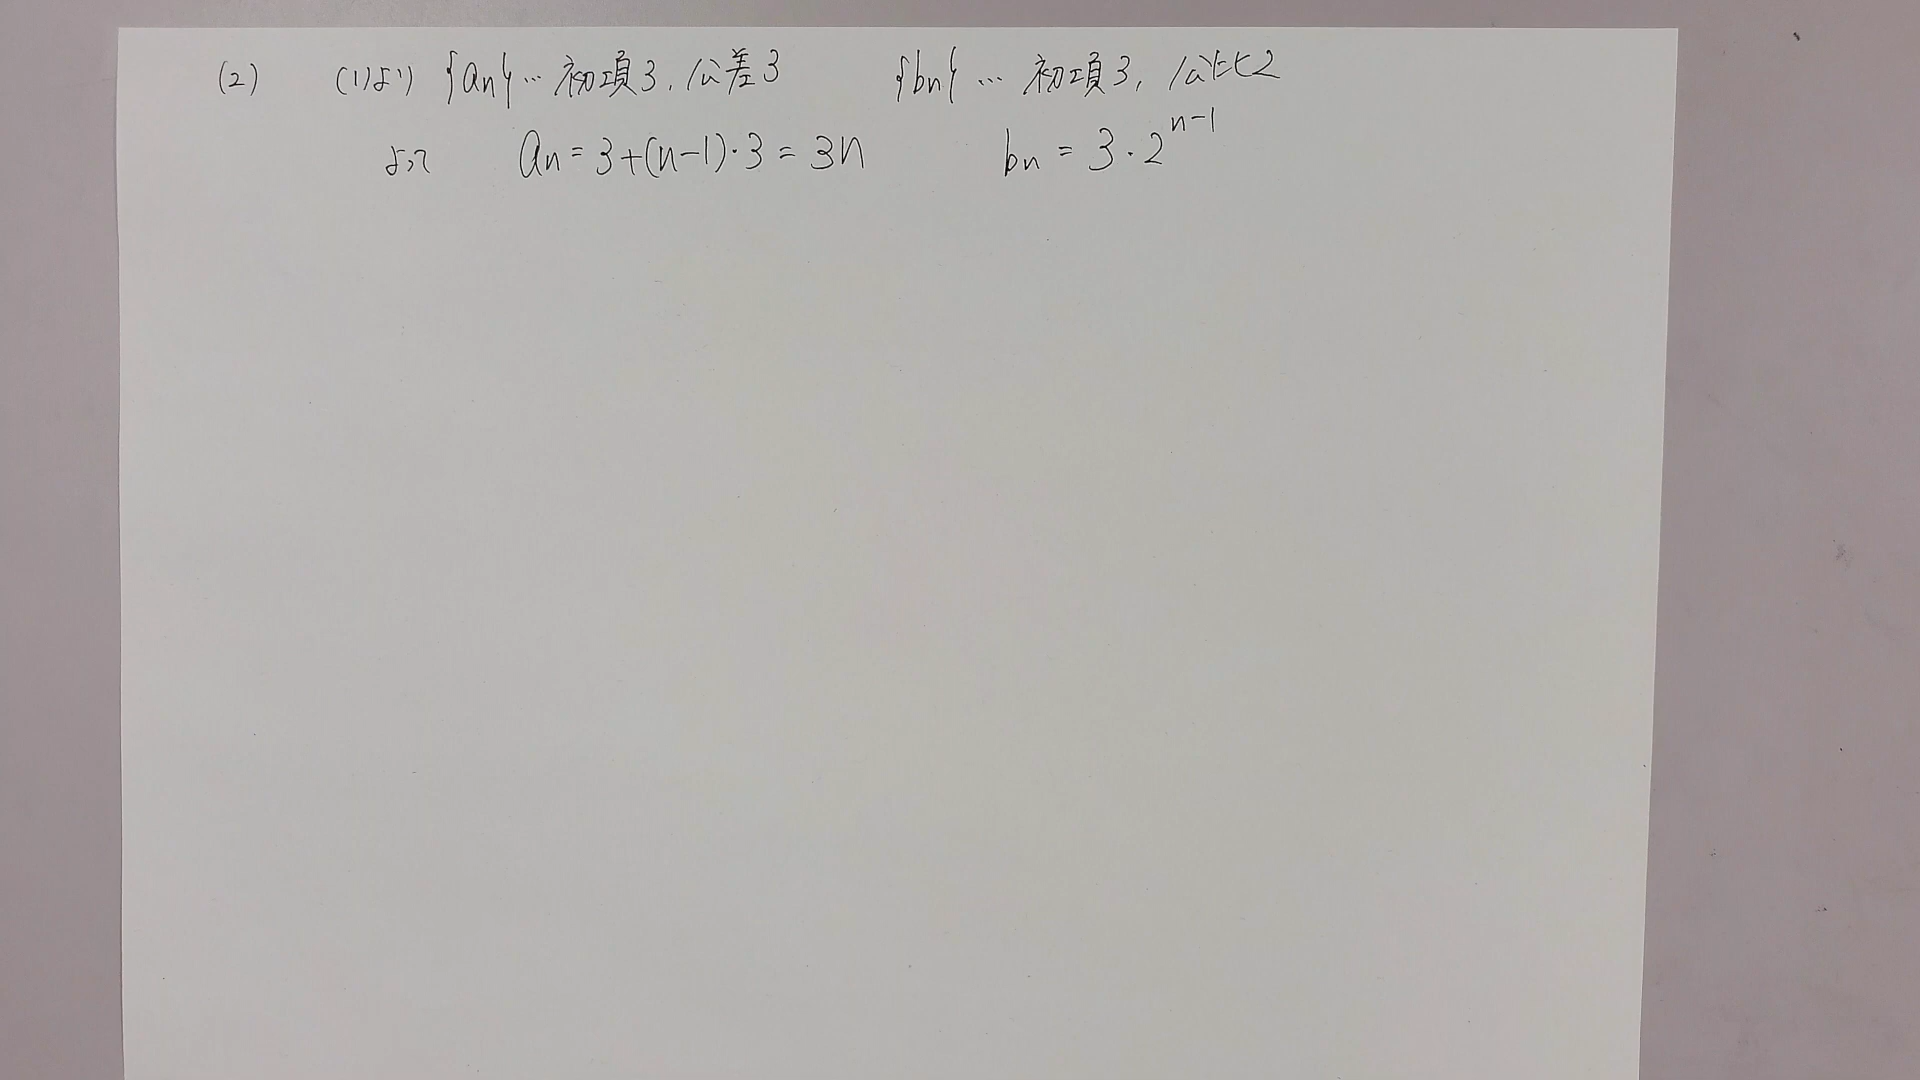 (2) (1)より {an}… 初項3, 公差3 {bn} … 初項3, 公比2
よって an = 3+(n-1)・3 = 3n bn = 3・2^{n-1}